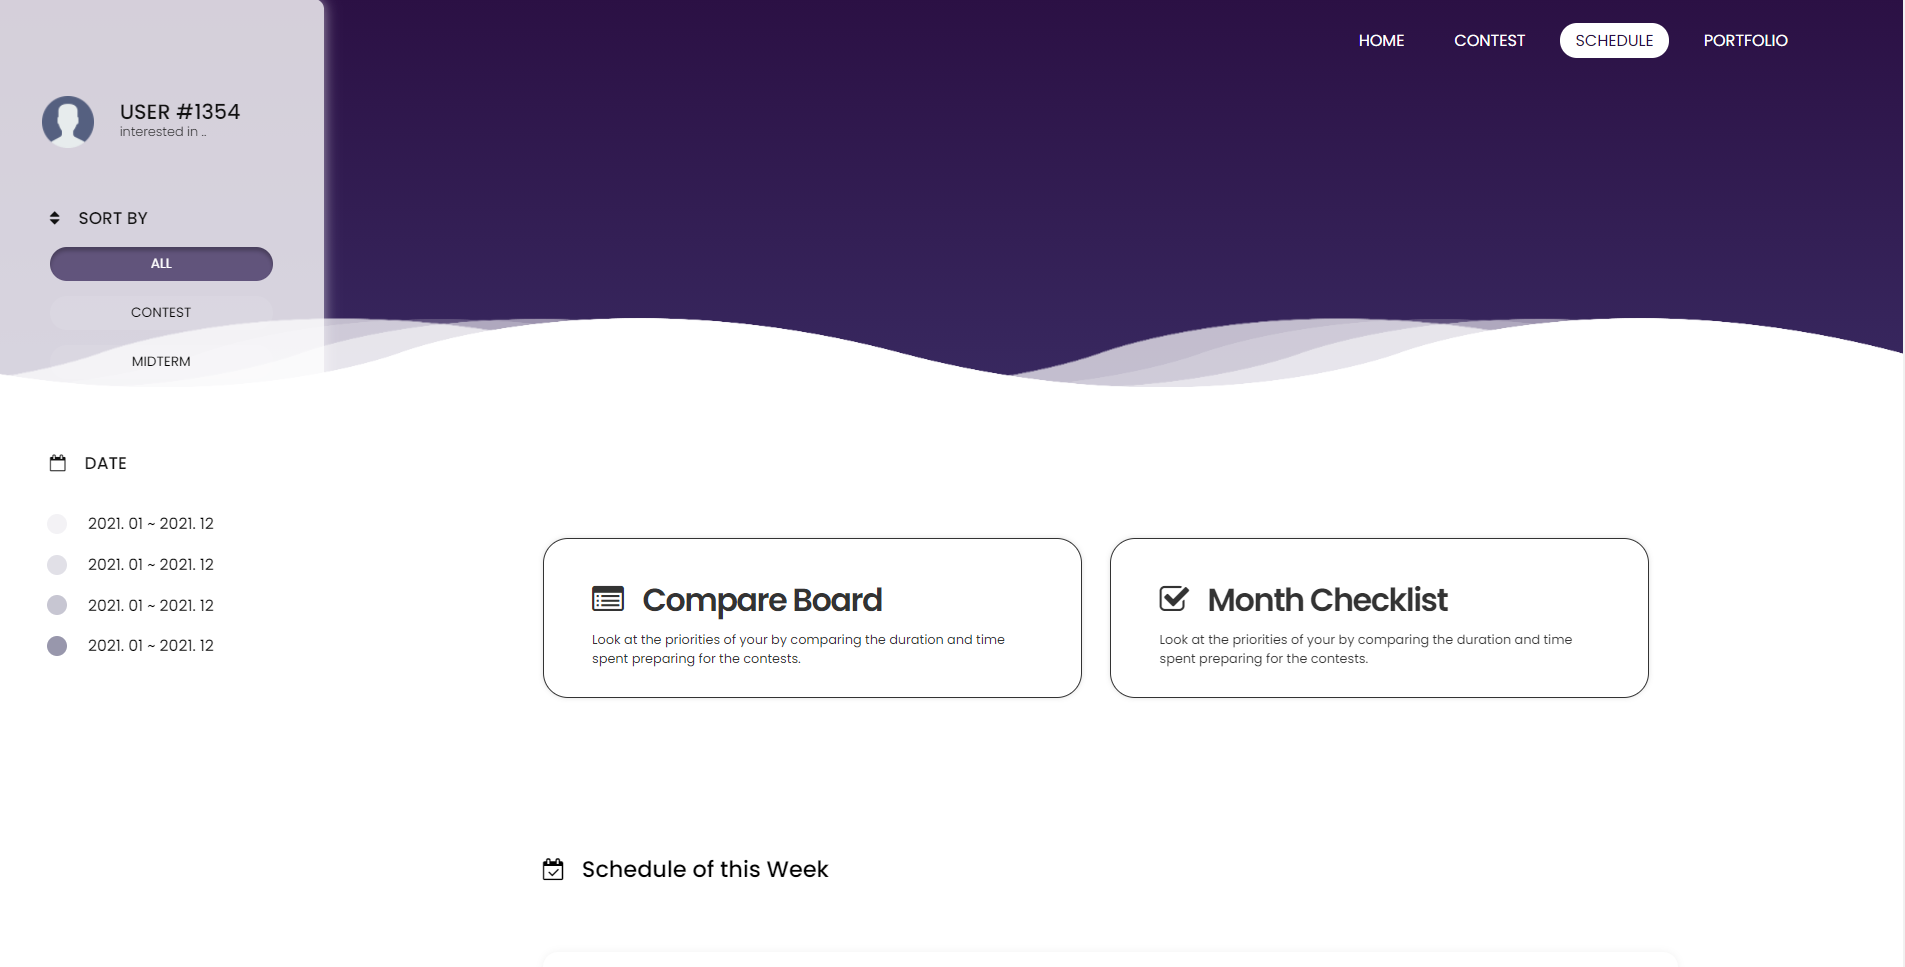 HOME
CONTEST
SCHEDULE
PORTFOLIO
USER #1354
interested in ..
SORT BY
ALL
CONTEST
MIDTERM
DATE
2021. 01 ~ 2021. 12
2021. 01 ~ 2021. 12
2021. 01 ~ 2021. 12
2021. 01 ~ 2021. 12
Compare Board
Look at the priorities of your by comparing the duration and time
spent preparing for the contests.
Month Checklist
Look at the priorities of your by comparing the duration and time
spent preparing for the contests.
Schedule of this Week